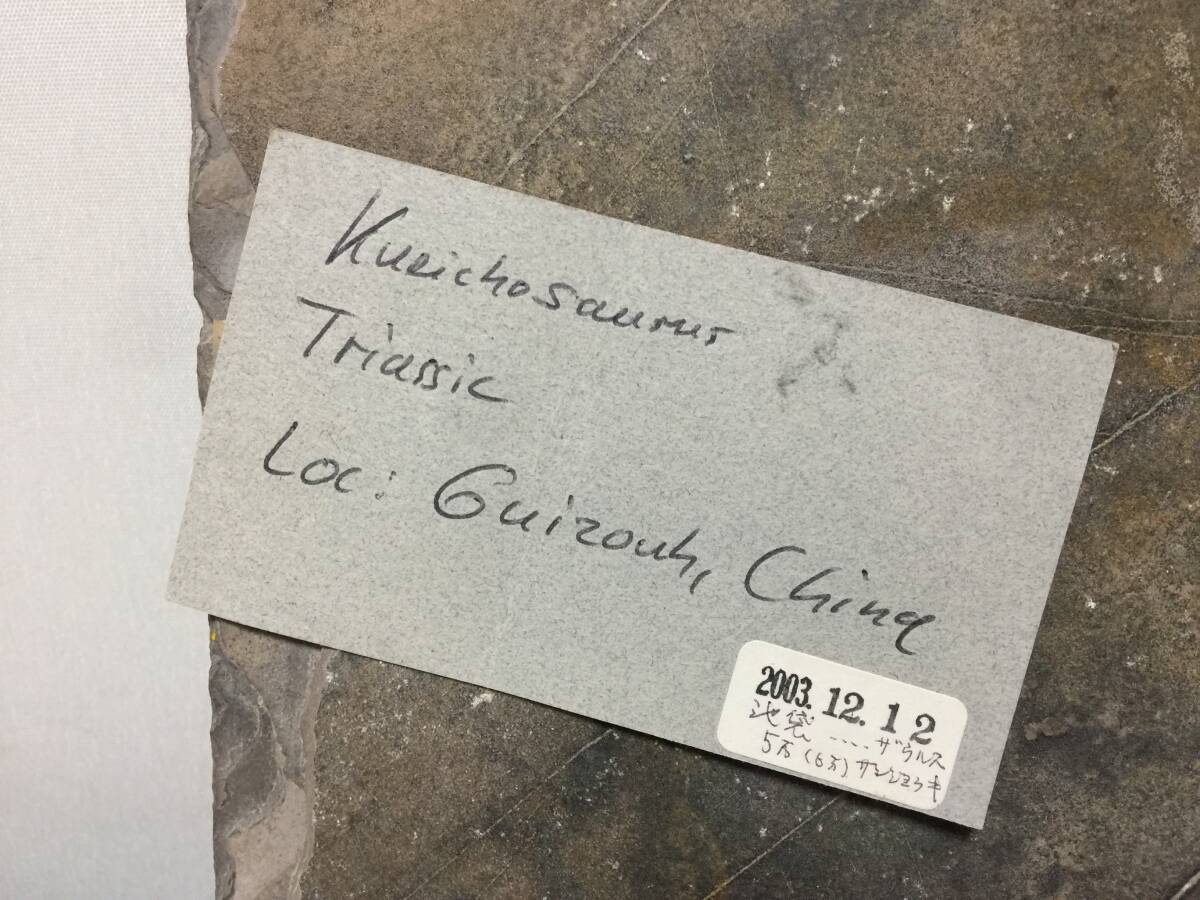 Kueichosaurus
Triassic
Loc: Guizouh, China
2003.12.12
池袋 .... ザウルス
5万(6万) サンジョウキ